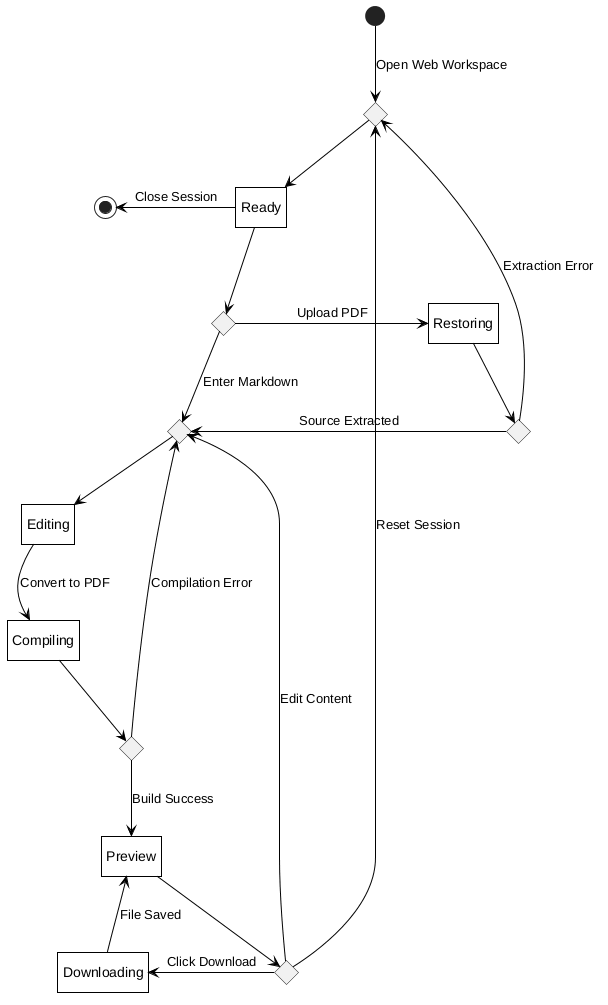 Open Web Workspace
Close Session
Ready
Extraction Error
Upload PDF
Restoring
Enter Markdown
Source Extracted
Editing
Reset Session
Convert to PDF
Compilation Error
Compiling
Edit Content
Build Success
Preview
File Saved
Click Download
Downloading